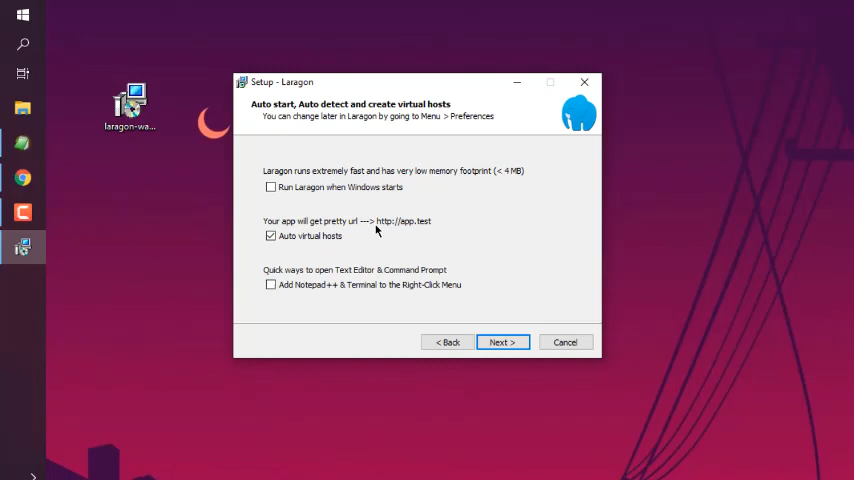 laragon-wa...
Setup - Laragon
Auto start, Auto detect and create virtual hosts
You can change later in Laragon by going to Menu > Preferences
Laragon runs extremely fast and has very low memory footprint (< 4 MB)
Run Laragon when Windows starts
Your app will get pretty url ---> http://app.test
Auto virtual hosts
Quick ways to open Text Editor & Command Prompt
Add Notepad++ & Terminal to the Right-Click Menu
< Back
Next >
Cancel